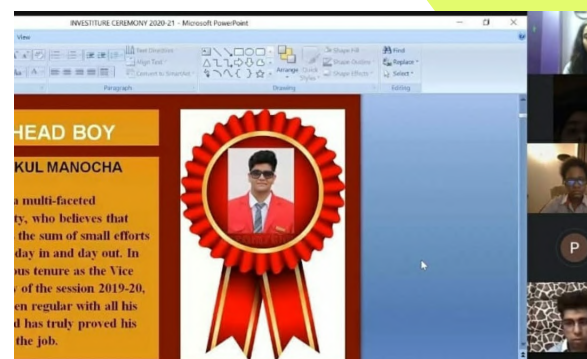 INVESTITURE CEREMONY 2020-21 - Microsoft PowerPoint
View
Text Direction
Align Text
Convert to SmartArt
Paragraph
Arrange
Quick Styles
Shape Fill
Shape Outline
Shape Effects
Drawing
Find
Replace
Select
Editing
HEAD BOY
KUL MANOCHA
a multi-faceted
ty, who believes that
the sum of small efforts
day in and day out. In
ous tenure as the Vice
of the session 2019-20,
en regular with all his
d has truly proved his
the job.
P